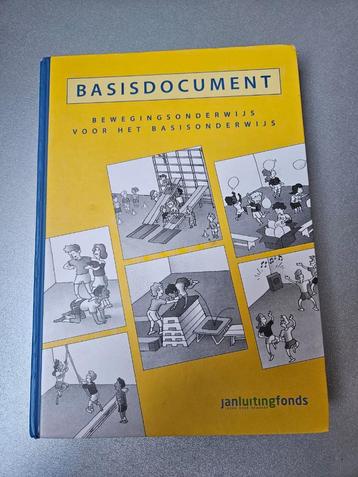 BASISDOCUMENT
BEWEGINGSONDERWIJS
VOOR HET BASISONDERWIJS
janluitingfonds